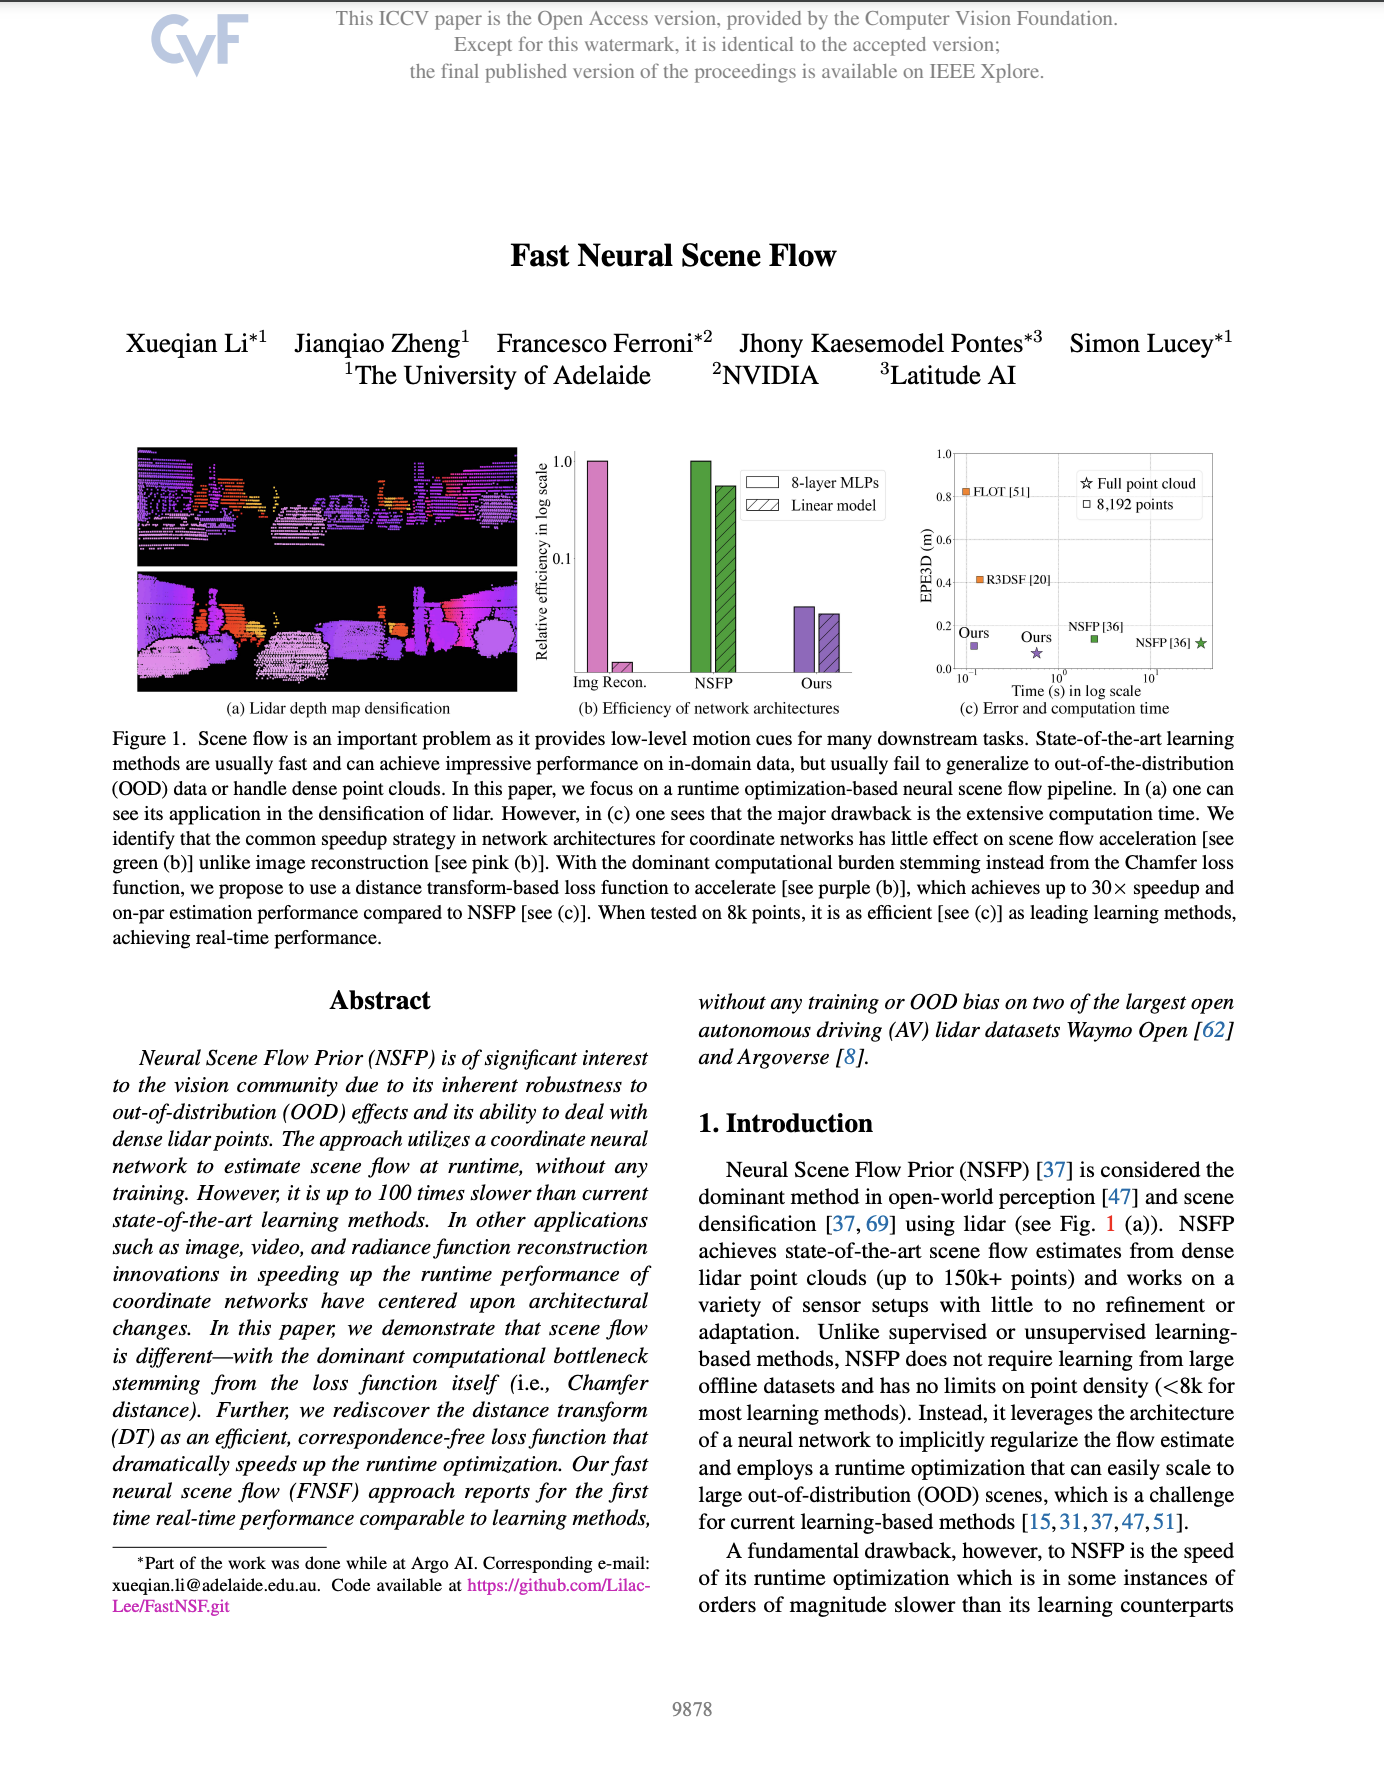 CVF
This ICCV paper is the Open Access version, provided by the Computer Vision Foundation.
Except for this watermark, it is identical to the accepted version;
the final published version of the proceedings is available on IEEE Xplore.
Fast Neural Scene Flow
Xueqian Li*1 Jianqiao Zheng1 Francesco Ferroni*2 Jhony Kaesemodel Pontes*3 Simon Lucey*1
1The University of Adelaide 2NVIDIA 3Latitude AI
(a) Lidar depth map densification
Relative efficiency in log scale
1.0
0.1
8-layer MLPs
Linear model
Img Recon. NSFP Ours
(b) Efficiency of network architectures
EPE3D (m)
1.0
0.8
0.6
0.4
0.2
0.0
FLOT [51]
R3DSF [20]
Ours
Ours
NSFP [36]
NSFP [36]
Full point cloud
8,192 points
10-1 100 101
Time (s) in log scale
(c) Error and computation time
Figure 1. Scene flow is an important problem as it provides low-level motion cues for many downstream tasks. State-of-the-art learning
methods are usually fast and can achieve impressive performance on in-domain data, but usually fail to generalize to out-of-the-distribution
(OOD) data or handle dense point clouds. In this paper, we focus on a runtime optimization-based neural scene flow pipeline. In (a) one can
see its application in the densification of lidar. However, in (c) one sees that the major drawback is the extensive computation time. We
identify that the common speedup strategy in network architectures for coordinate networks has little effect on scene flow acceleration [see
green (b)] unlike image reconstruction [see pink (b)]. With the dominant computational burden stemming instead from the Chamfer loss
function, we propose to use a distance transform-based loss function to accelerate [see purple (b)], which achieves up to 30× speedup and
on-par estimation performance compared to NSFP [see (c)]. When tested on 8k points, it is as efficient [see (c)] as leading learning methods,
achieving real-time performance.
Abstract
Neural Scene Flow Prior (NSFP) is of significant interest
to the vision community due to its inherent robustness to
out-of-distribution (OOD) effects and its ability to deal with
dense lidar points. The approach utilizes a coordinate neural
network to estimate scene flow at runtime, without any
training. However, it is up to 100 times slower than current
state-of-the-art learning methods. In other applications
such as image, video, and radiance function reconstruction
innovations in speeding up the runtime performance of
coordinate networks have centered upon architectural
changes. In this paper, we demonstrate that scene flow
is different—with the dominant computational bottleneck
stemming from the loss function itself (i.e., Chamfer
distance). Further, we rediscover the distance transform
(DT) as an efficient, correspondence-free loss function that
dramatically speeds up the runtime optimization. Our fast
neural scene flow (FNSF) approach reports for the first
time real-time performance comparable to learning methods,
*Part of the work was done while at Argo AI. Corresponding e-mail:
xueqian.li@adelaide.edu.au. Code available at https://github.com/Lilac-
Lee/FastNSF.git
without any training or OOD bias on two of the largest open
autonomous driving (AV) lidar datasets Waymo Open [62]
and Argoverse [8].
1. Introduction
Neural Scene Flow Prior (NSFP) [37] is considered the
dominant method in open-world perception [47] and scene
densification [37, 69] using lidar (see Fig. 1 (a)). NSFP
achieves state-of-the-art scene flow estimates from dense
lidar point clouds (up to 150k+ points) and works on a
variety of sensor setups with little to no refinement or
adaptation. Unlike supervised or unsupervised learning-
based methods, NSFP does not require learning from large
offline datasets and has no limits on point density (<8k for
most learning methods). Instead, it leverages the architecture
of a neural network to implicitly regularize the flow estimate
and employs a runtime optimization that can easily scale to
large out-of-distribution (OOD) scenes, which is a challenge
for current learning-based methods [15, 31, 37, 47, 51].
A fundamental drawback, however, to NSFP is the speed
of its runtime optimization which is in some instances of
orders of magnitude slower than its learning counterparts
9878